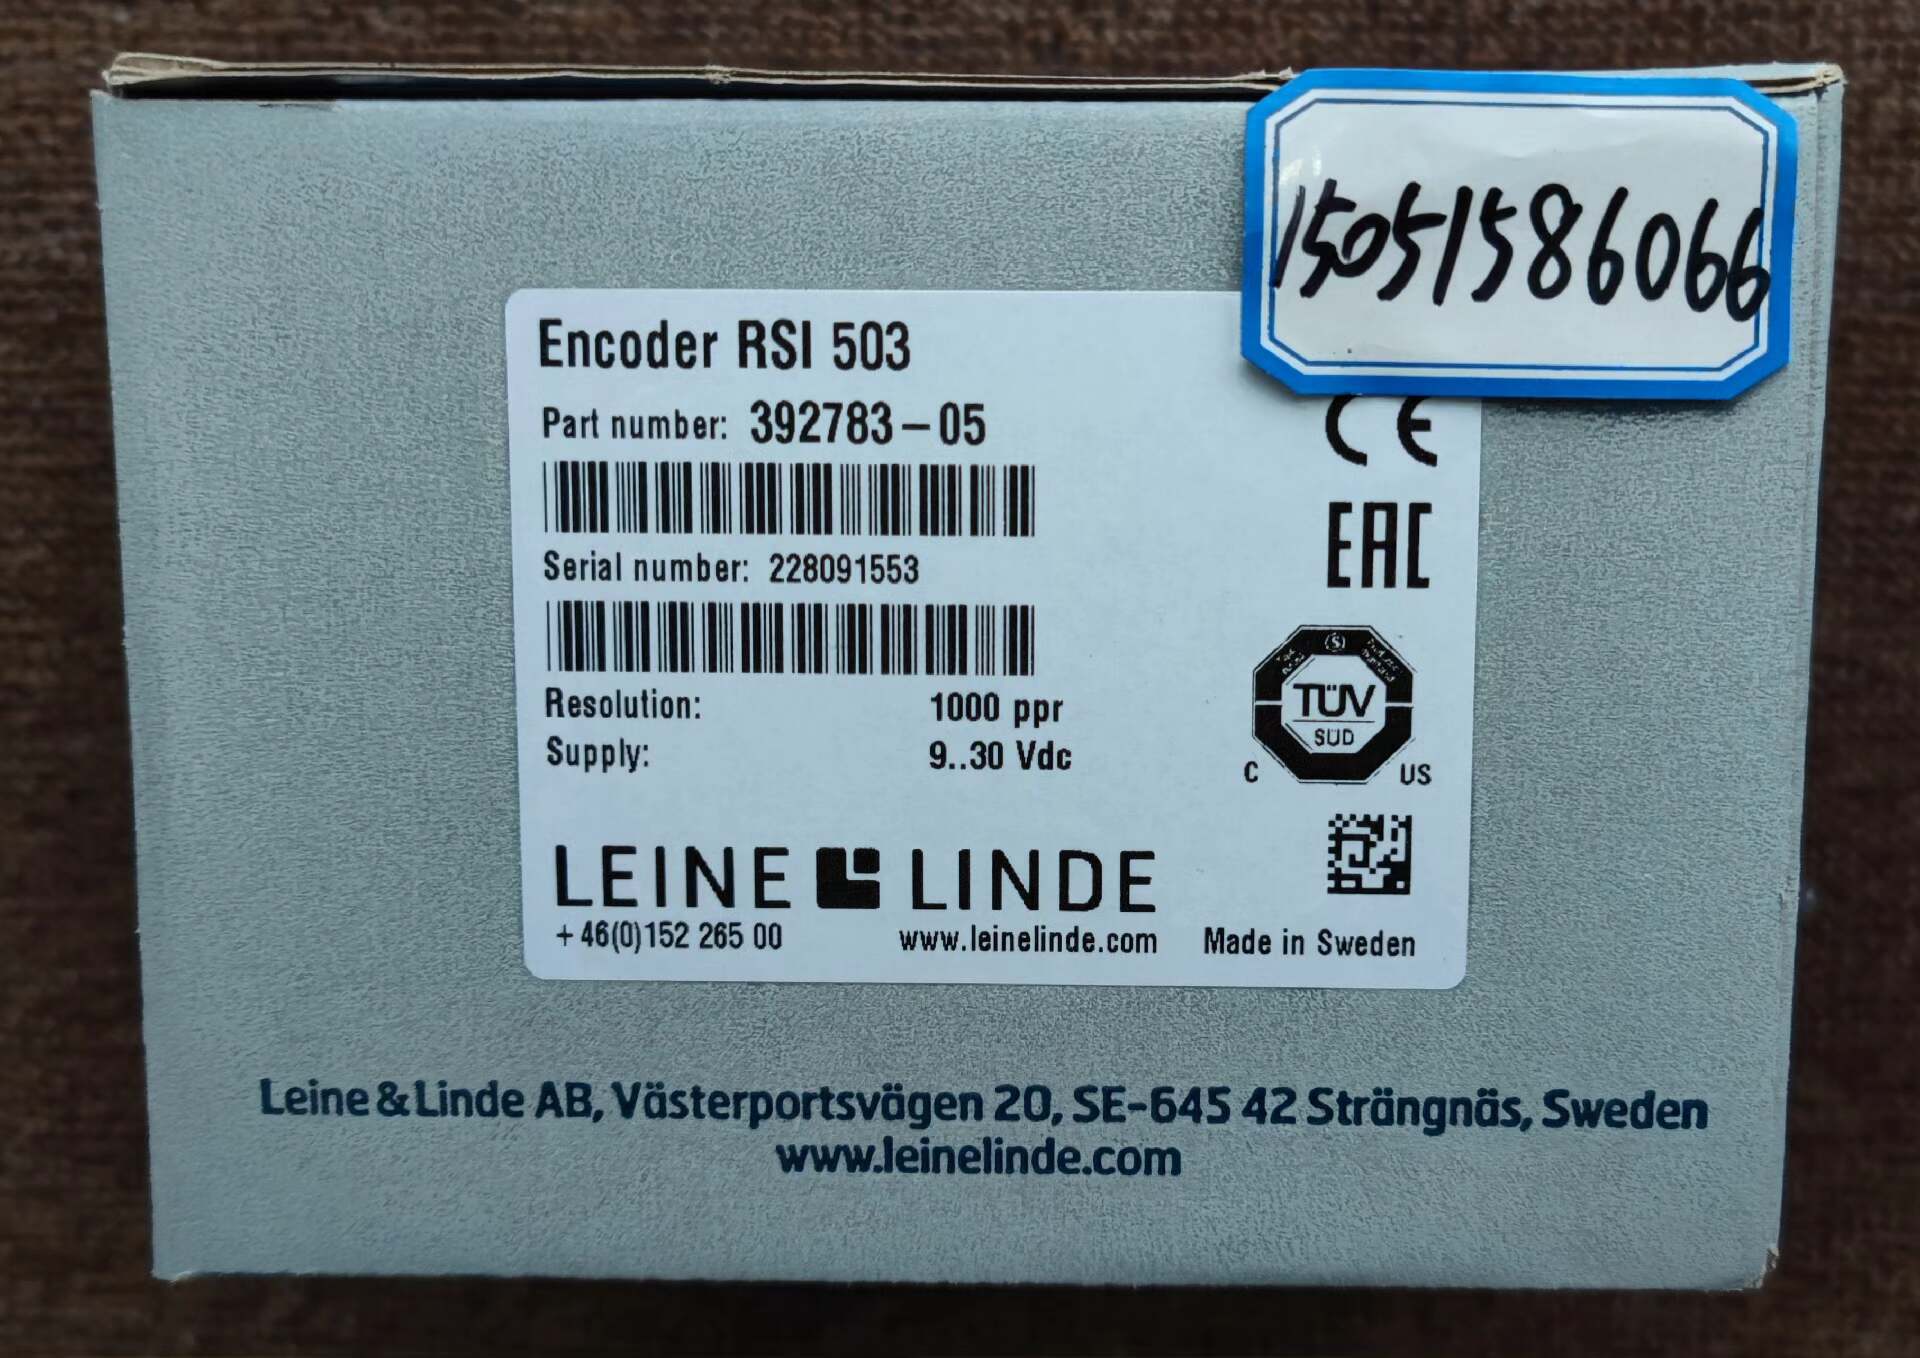 15051586066
Encoder RSI 503
Part number: 392783-05
CE
Serial number: 228091553
EAC
Resolution: 1000 ppr
Supply: 9..30 Vdc
TÜV
SÜD
C US
LEINE LINDE
+46(0)152 265 00 www.leinelinde.com Made in Sweden
Leine & Linde AB, Västerportsvägen 20, SE-645 42 Strängnäs, Sweden
www.leinelinde.com